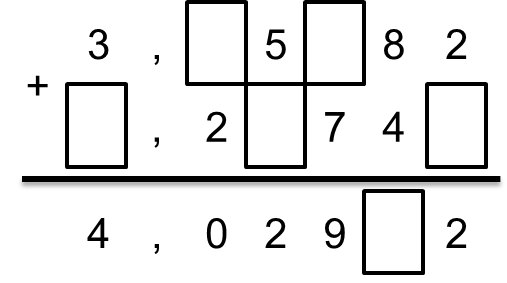 3 , □ 5 □ 8 2
+ □ , 2 □ 7 4 □
4 , 0 2 9 □ 2